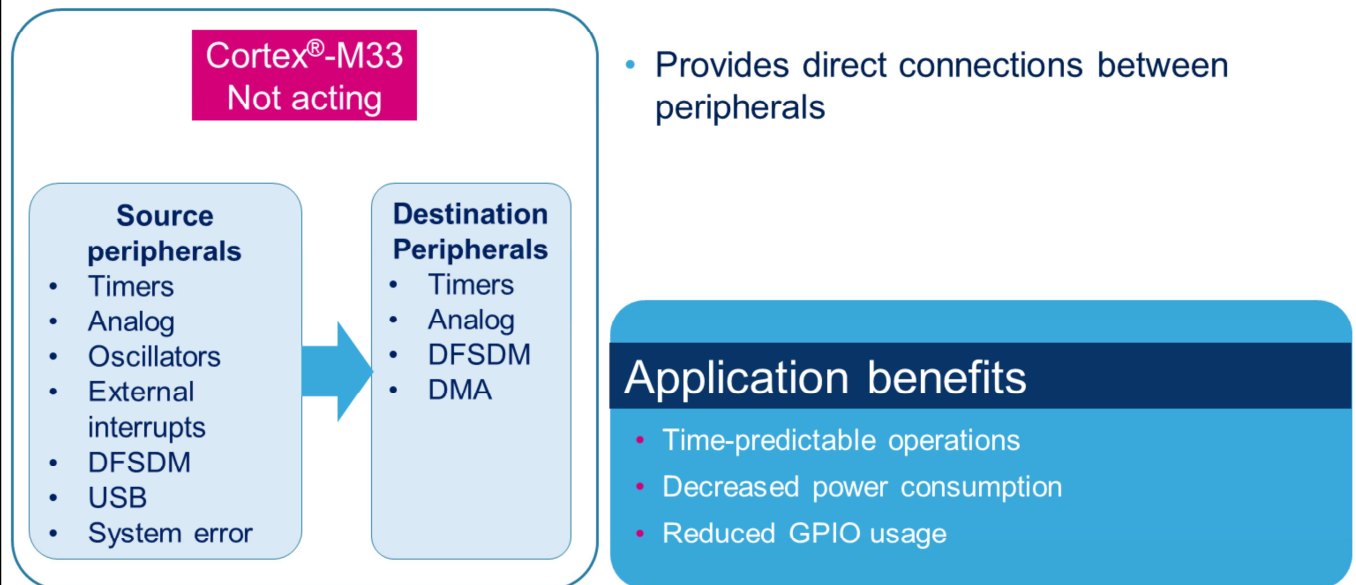 Cortex®-M33
Not acting
Source
peripherals
• Timers
• Analog
• Oscillators
• External
interrupts
• DFSDM
• USB
• System error
Destination
Peripherals
• Timers
• Analog
• DFSDM
• DMA
• Provides direct connections between
peripherals
Application benefits
• Time-predictable operations
• Decreased power consumption
• Reduced GPIO usage